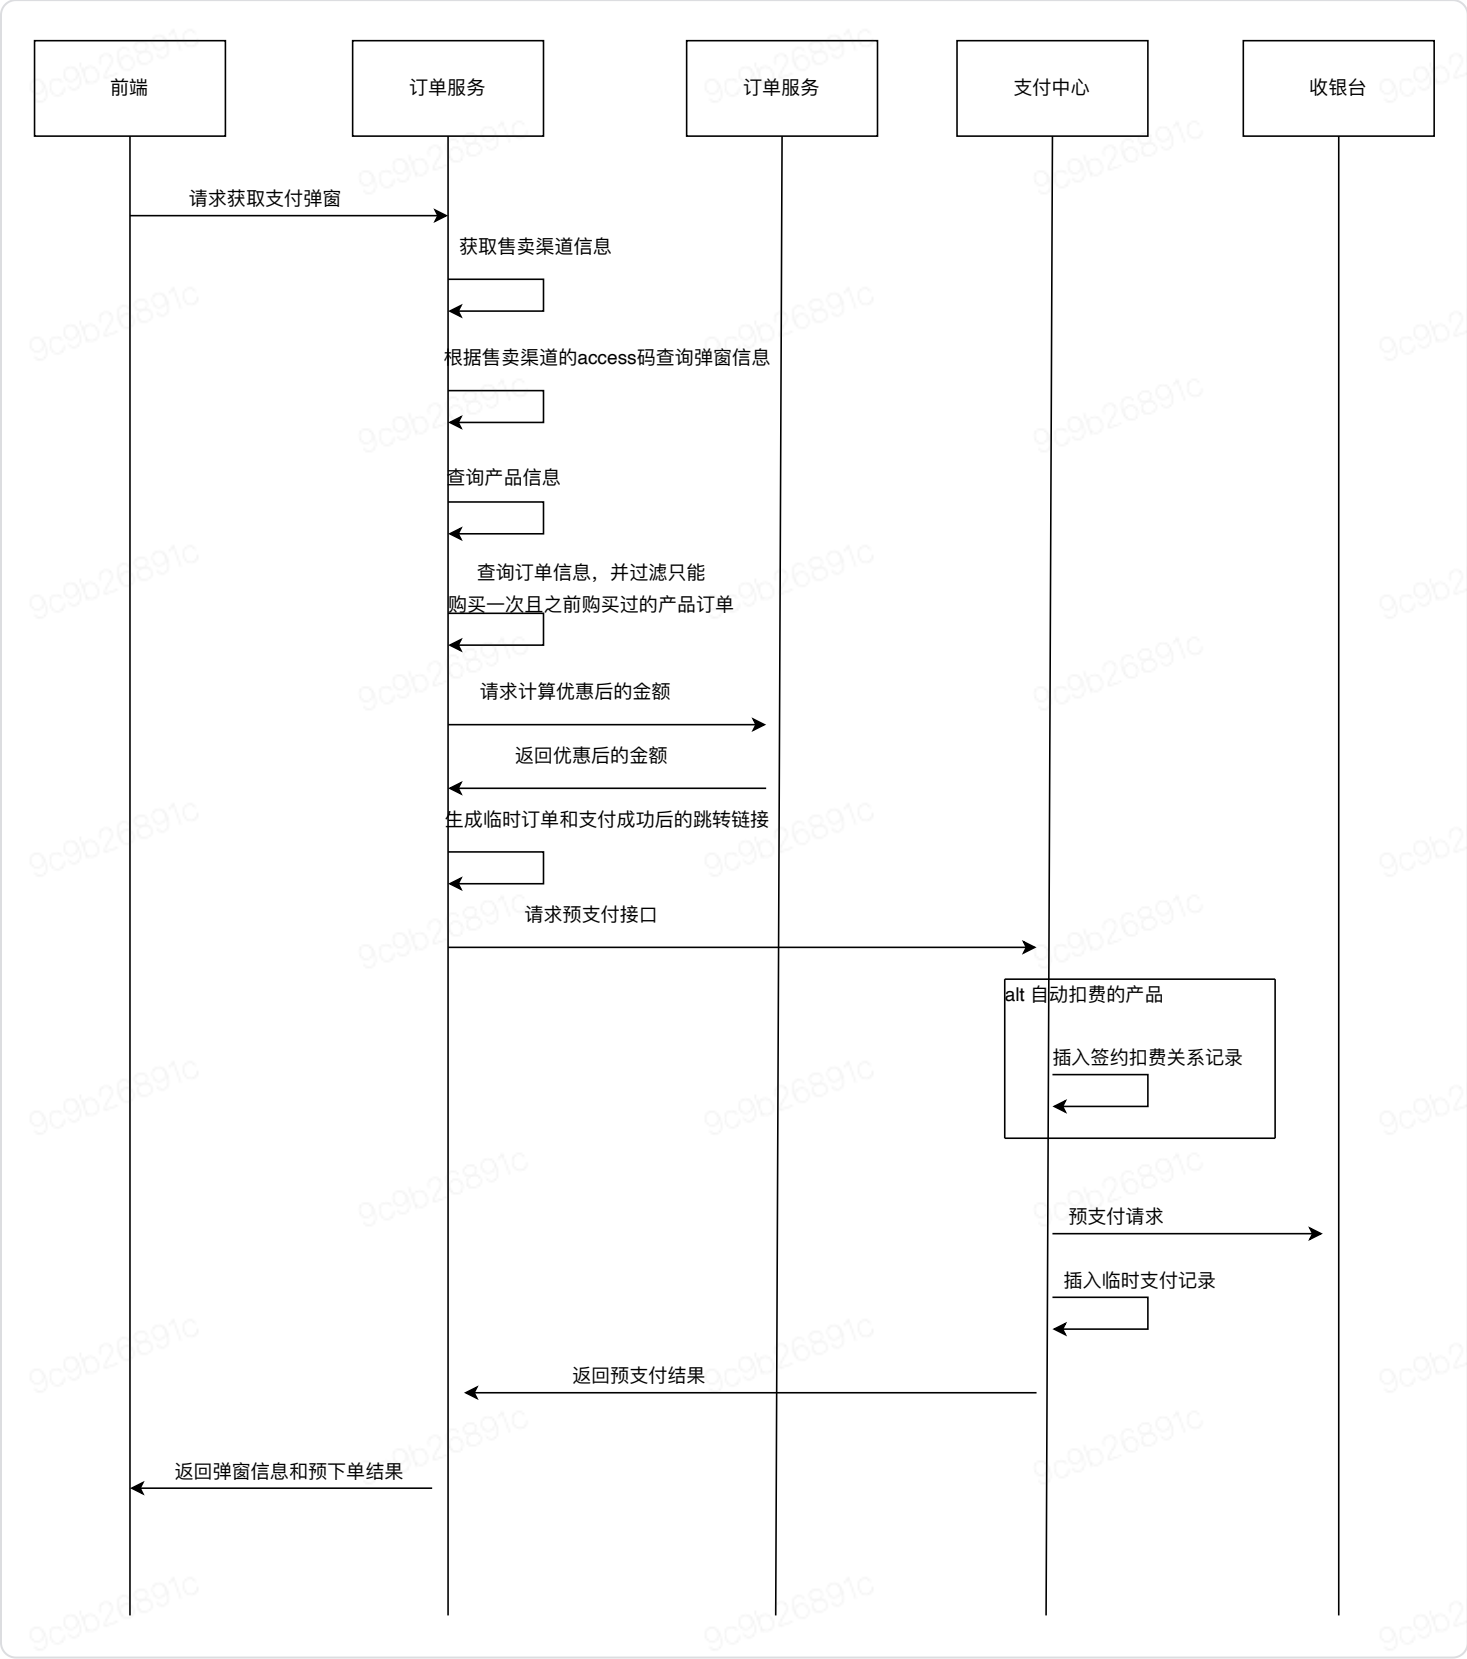 前端
订单服务
订单服务
支付中心
收银台
请求获取支付弹窗
获取售卖渠道信息
根据售卖渠道的access码查询弹窗信息
查询产品信息
查询订单信息，并过滤只能
购买一次且之前购买过的产品订单
请求计算优惠后的金额
返回优惠后的金额
生成临时订单和支付成功后的跳转链接
请求预支付接口
alt 自动扣费的产品
插入签约扣费关系记录
预支付请求
插入临时支付记录
返回预支付结果
返回弹窗信息和预下单结果
9c9b26891c